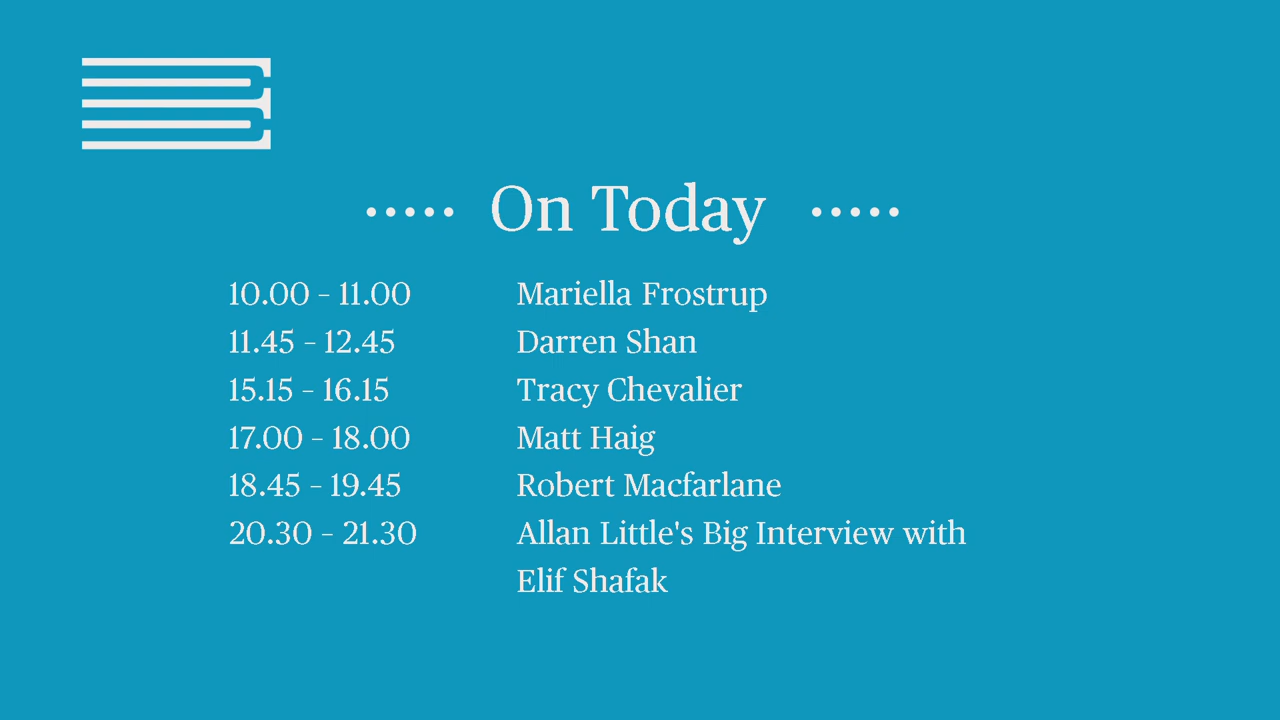 ..... On Today .....
10.00 – 11.00 Mariella Frostrup
11.45 – 12.45 Darren Shan
15.15 – 16.15 Tracy Chevalier
17.00 – 18.00 Matt Haig
18.45 – 19.45 Robert Macfarlane
20.30 – 21.30 Allan Little's Big Interview with
Elif Shafak